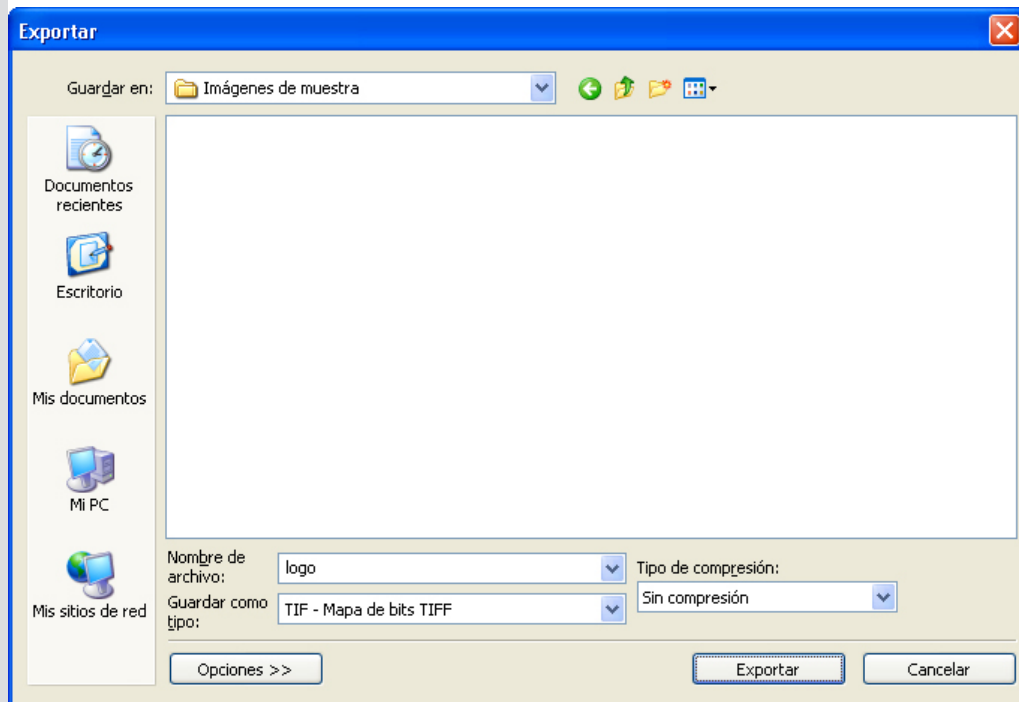 Exportar
Guardar en:
Imágenes de muestra
Documentos
recientes
Escritorio
Mis documentos
Mi PC
Mis sitios de red
Nombre de
archivo:
logo
Tipo de compresión:
Guardar como
tipo:
TIF - Mapa de bits TIFF
Sin compresión
Opciones >>
Exportar
Cancelar